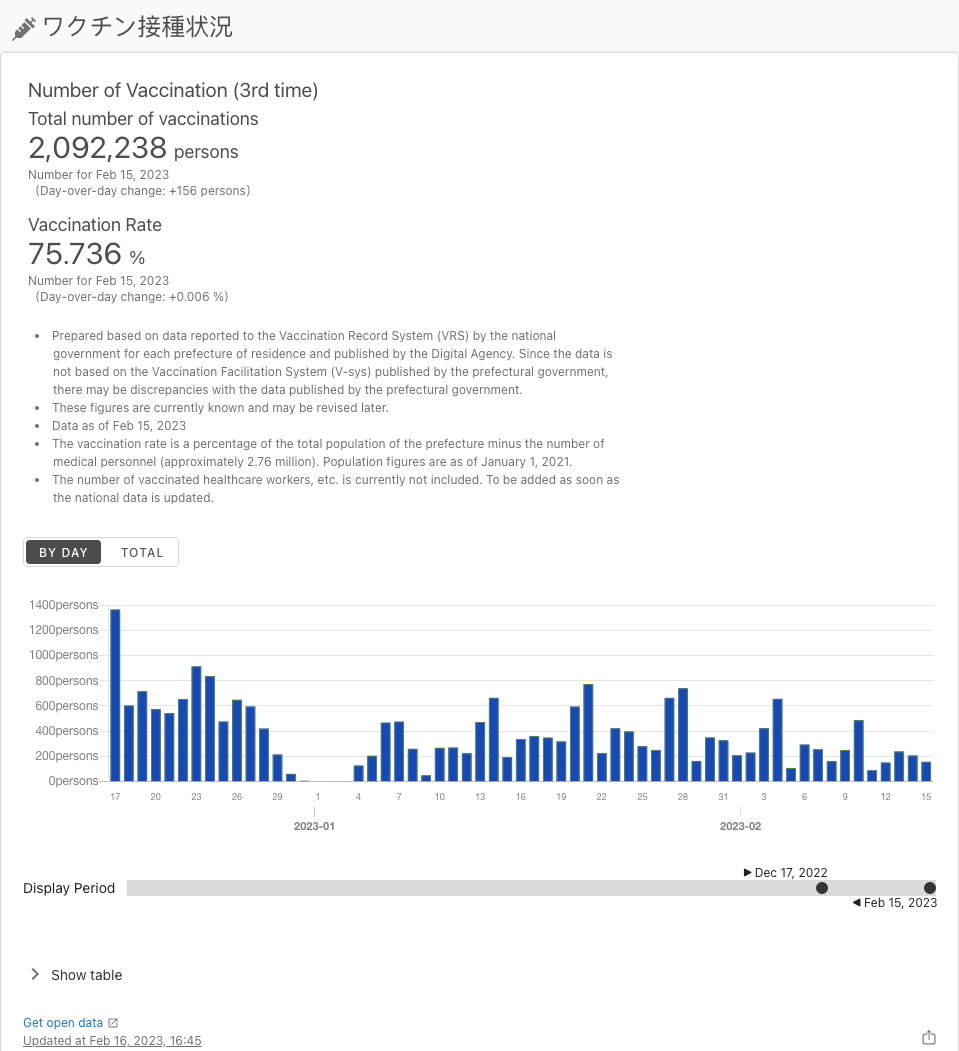 ワクチン接種状況
Number of Vaccination (3rd time)
Total number of vaccinations
2,092,238 persons
Number for Feb 15, 2023
(Day-over-day change: +156 persons)
Vaccination Rate
75.736 %
Number for Feb 15, 2023
(Day-over-day change: +0.006 %)
• Prepared based on data reported to the Vaccination Record System (VRS) by the national
government for each prefecture of residence and published by the Digital Agency. Since the data is
not based on the Vaccination Facilitation System (V-sys) published by the prefectural government,
there may be discrepancies with the data published by the prefectural government.
• These figures are currently known and may be revised later.
• Data as of Feb 15, 2023
• The vaccination rate is a percentage of the total population of the prefecture minus the number of
medical personnel (approximately 2.76 million). Population figures are as of January 1, 2021.
• The number of vaccinated healthcare workers, etc. is currently not included. To be added as soon as
the national data is updated.
BY DAY TOTAL
1400persons
1200persons
1000persons
800persons
600persons
400persons
200persons
0persons
17 20 23 26 29 1 4 7 10 13 16 19 22 25 28 31 3 6 9 12 15
2023-01 2023-02
Dec 17, 2022
Display Period
Feb 15, 2023
Show table
Get open data
Updated at Feb 16, 2023, 16:45